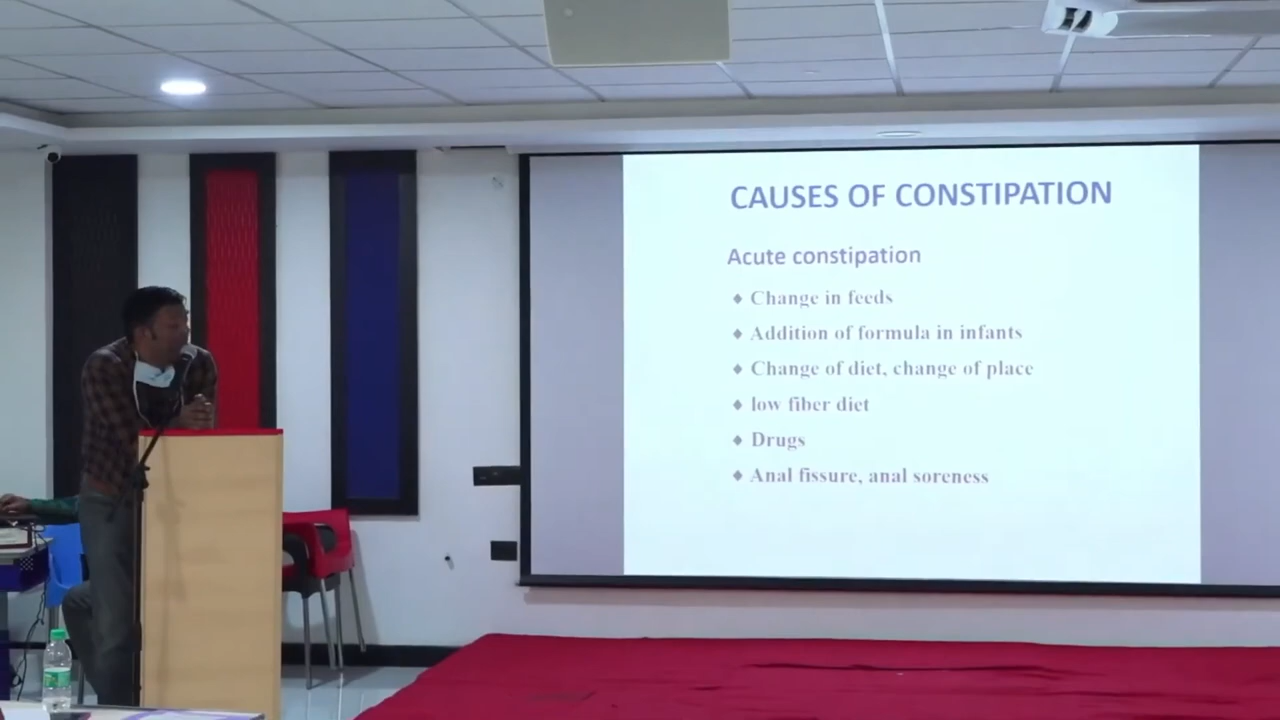 CAUSES OF CONSTIPATION
Acute constipation
♦ Change in feeds
♦ Addition of formula in infants
♦ Change of diet, change of place
♦ low fiber diet
♦ Drugs
♦ Anal fissure, anal soreness